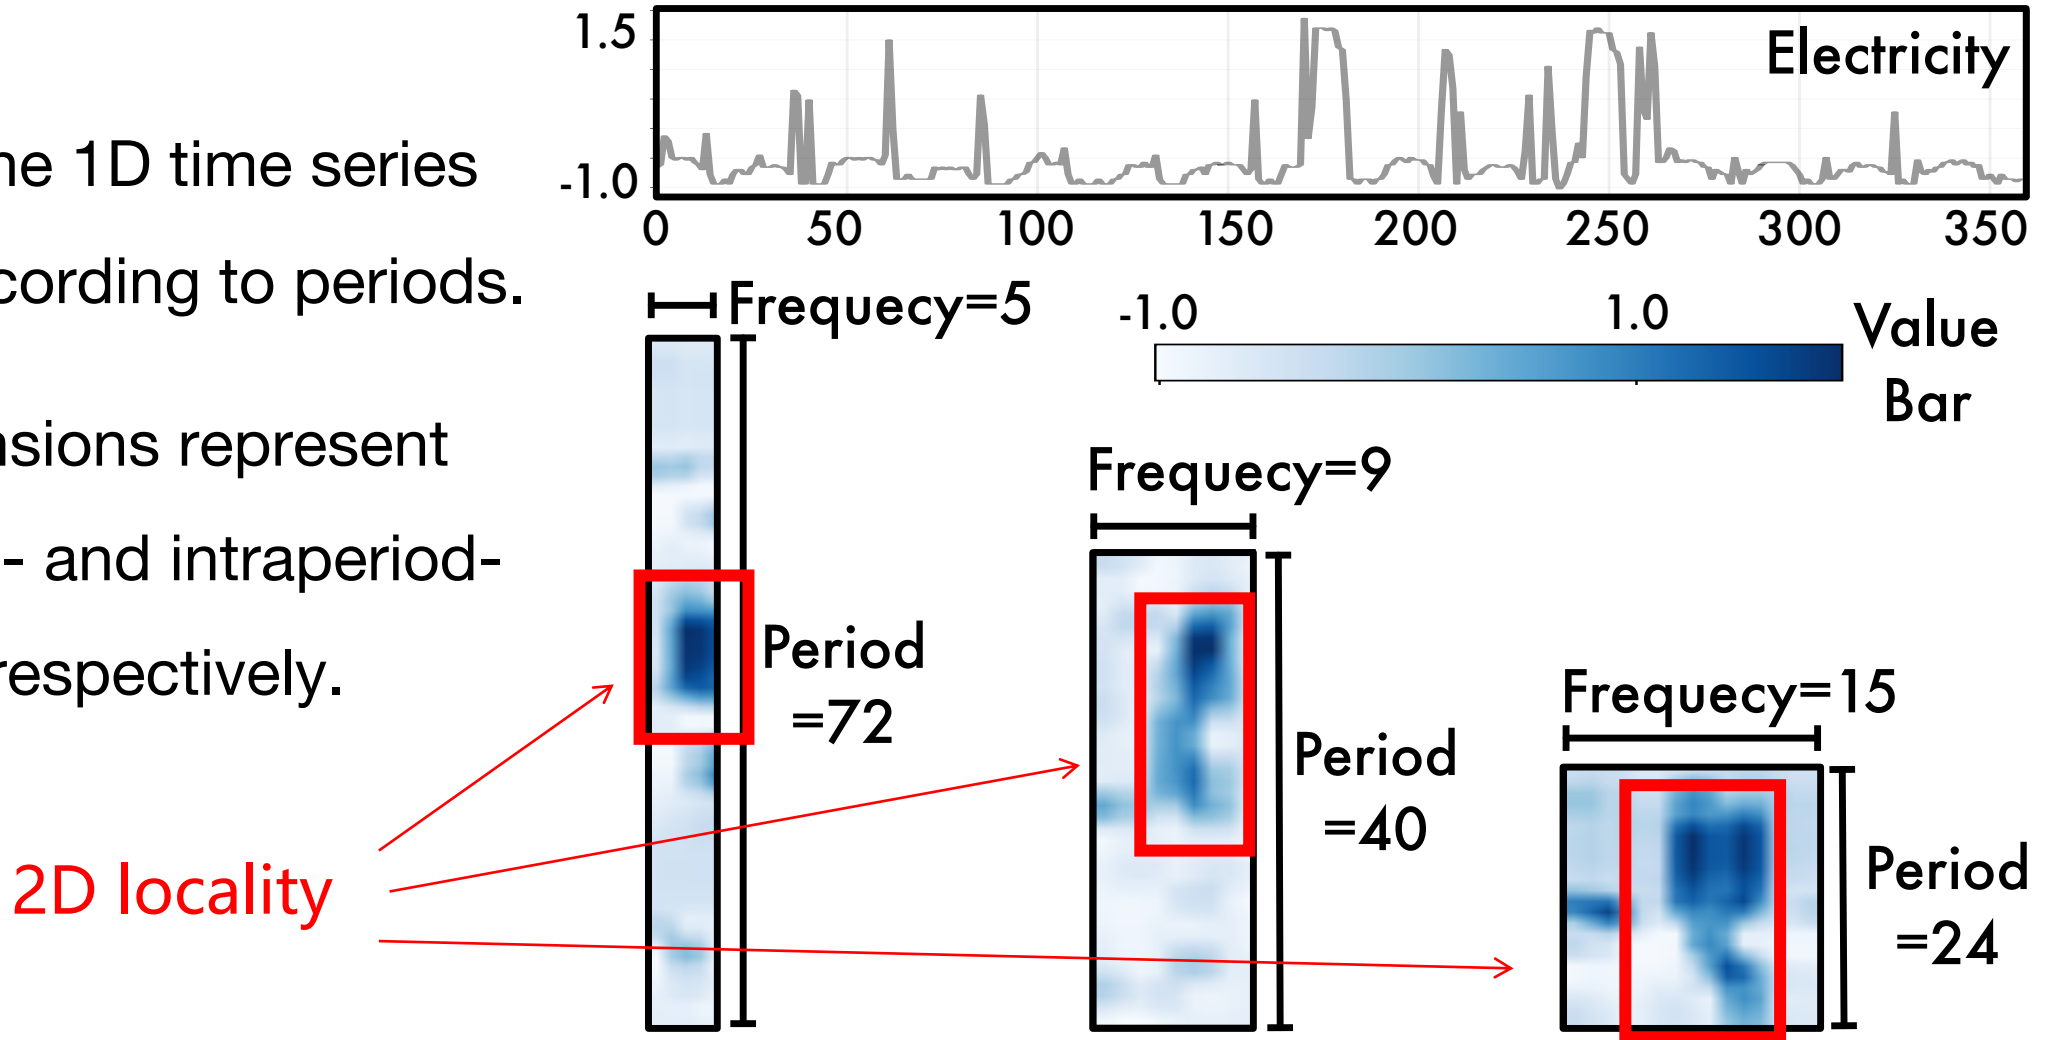 1.5
Electricity
-1.0
0 50 100 150 200 250 300 350
ne 1D time series
cording to periods.
nsions represent
- and intraperiod-
respectively.
2D locality
Frequecy=5
Period
=72
-1.0 1.0
Value
Bar
Frequecy=9
Period
=40
Frequecy=15
Period
=24